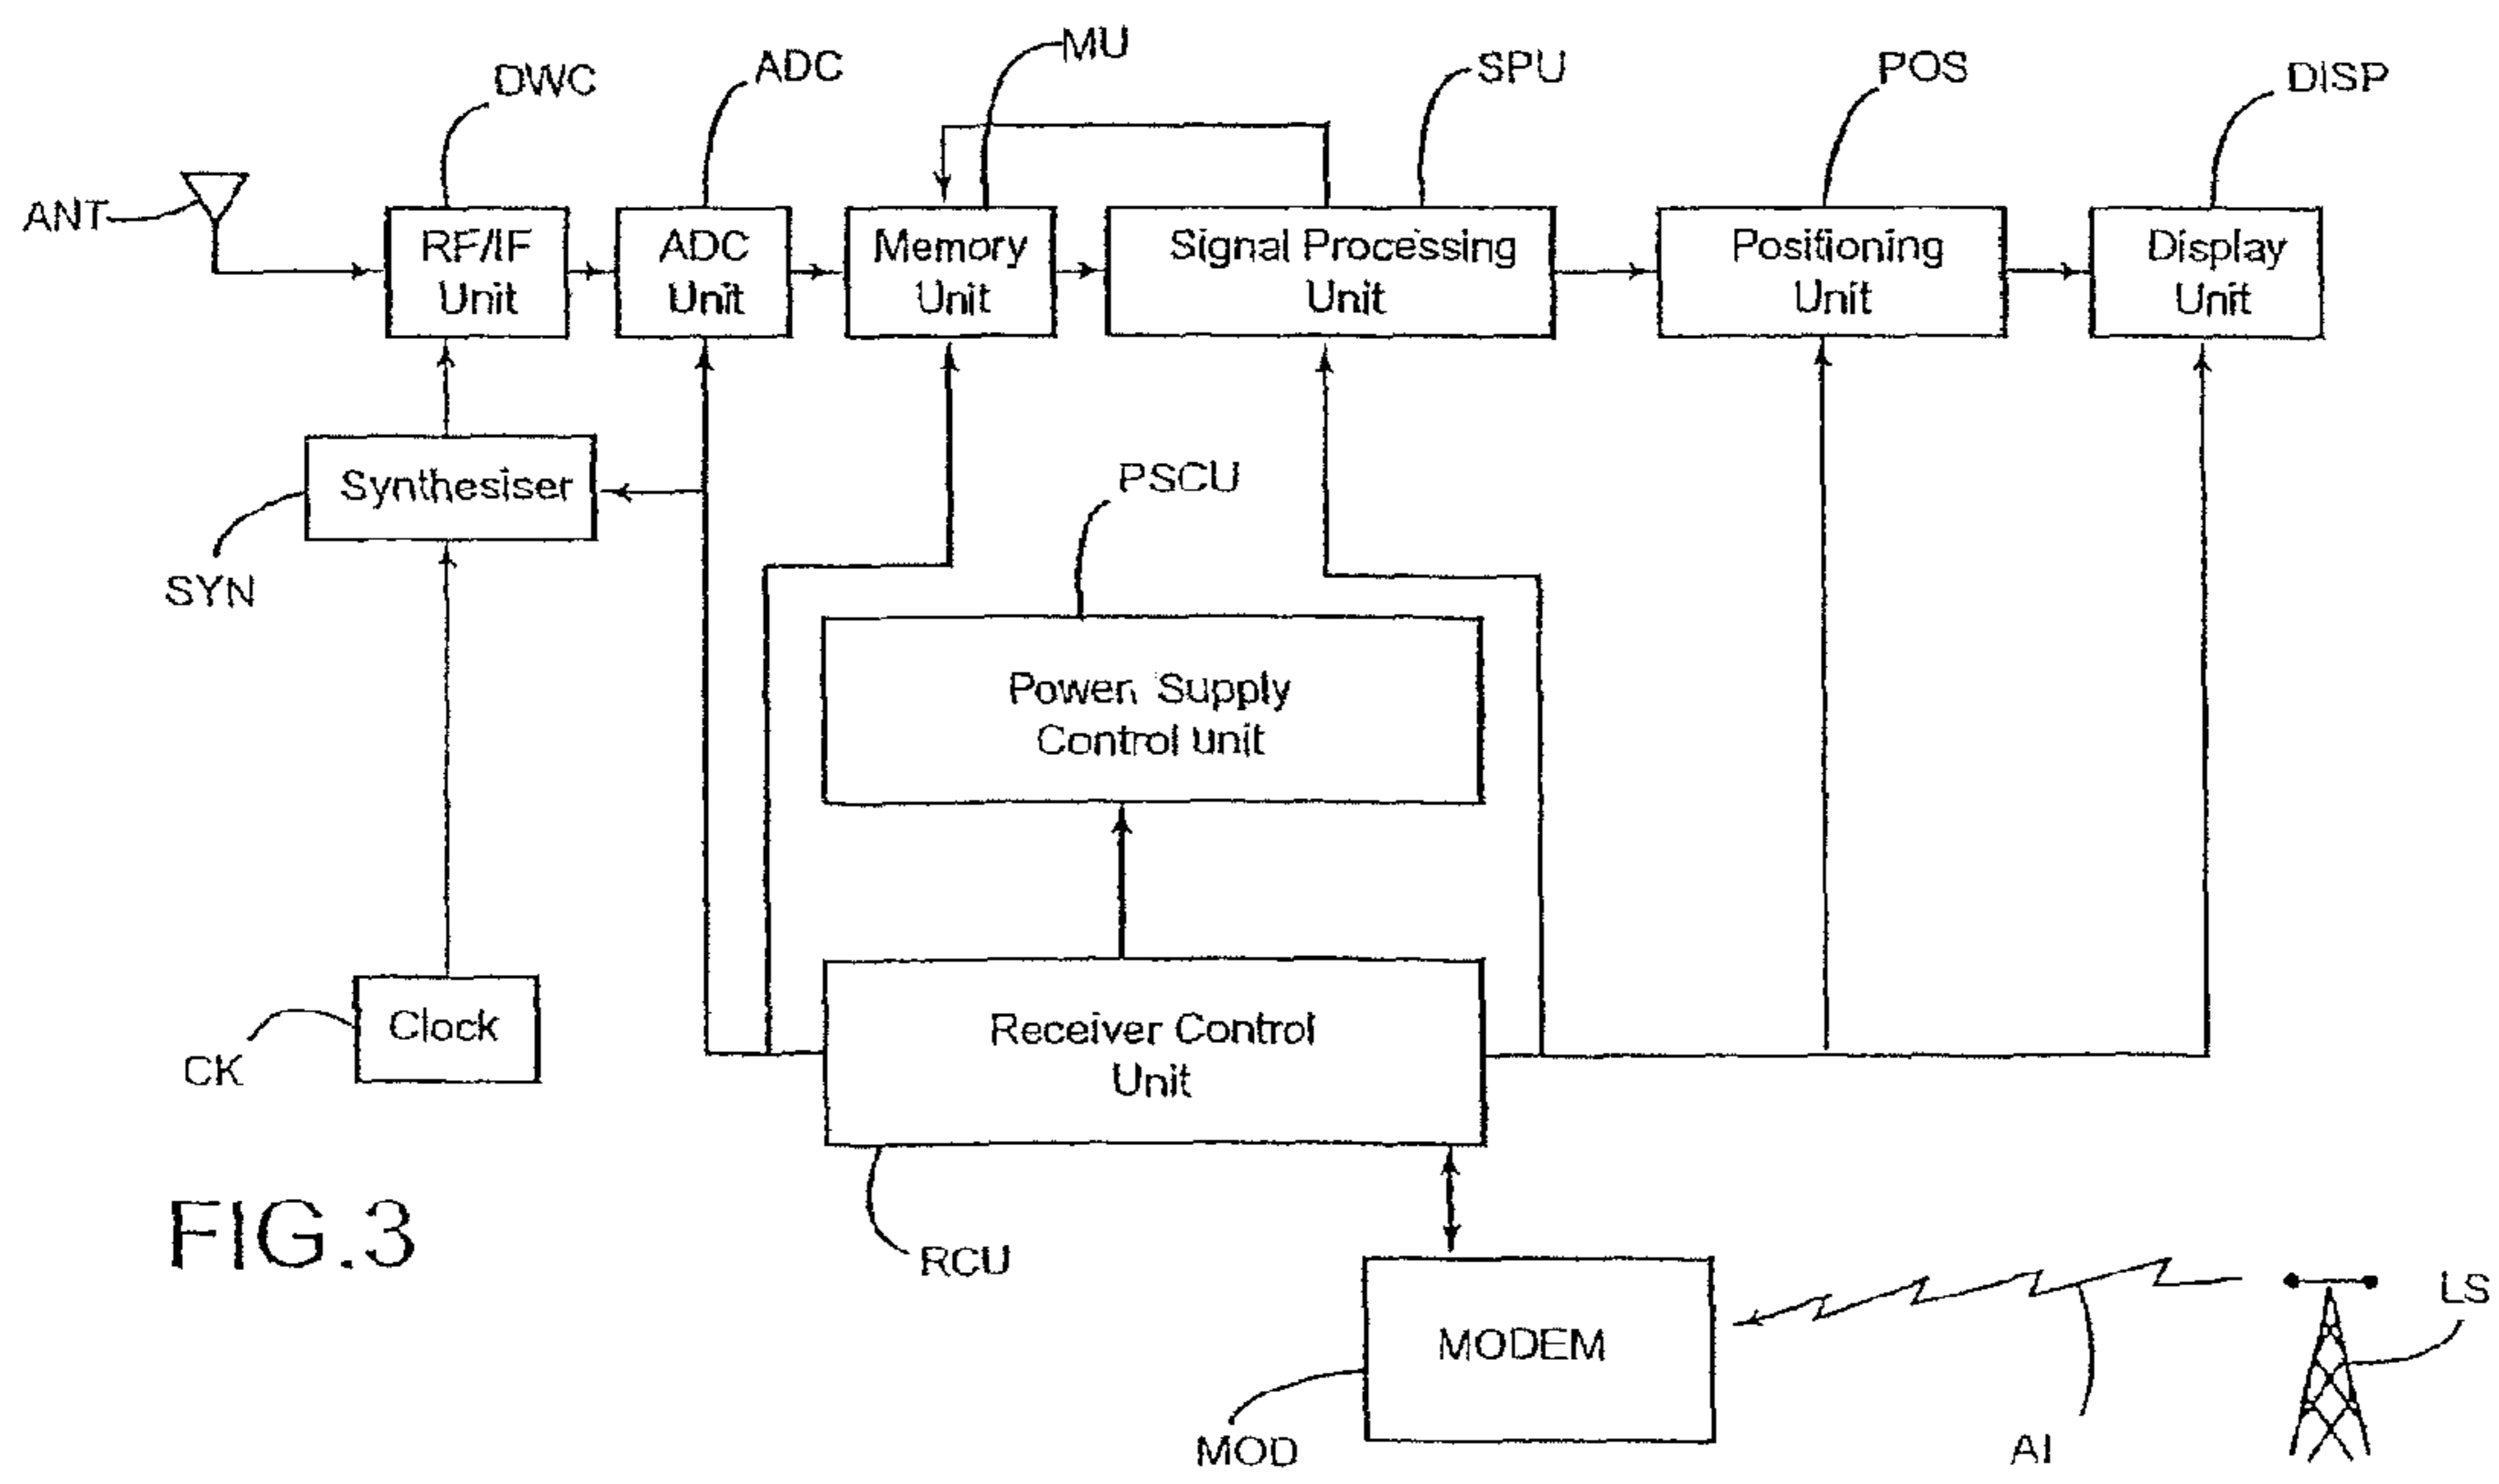 MU
DWC
ADC
SPU
POS
DISP
ANT
RF/IF
Unit
ADC
Unit
Memory
Unit
Signal Processing
Unit
Positioning
Unit
Display
Unit
Synthesiser
PSCU
SYN
Power Supply
Control unit
Clock
CK
Receiver Control
Unit
FIG.3
RCU
MODEM
LS
MOD
AI